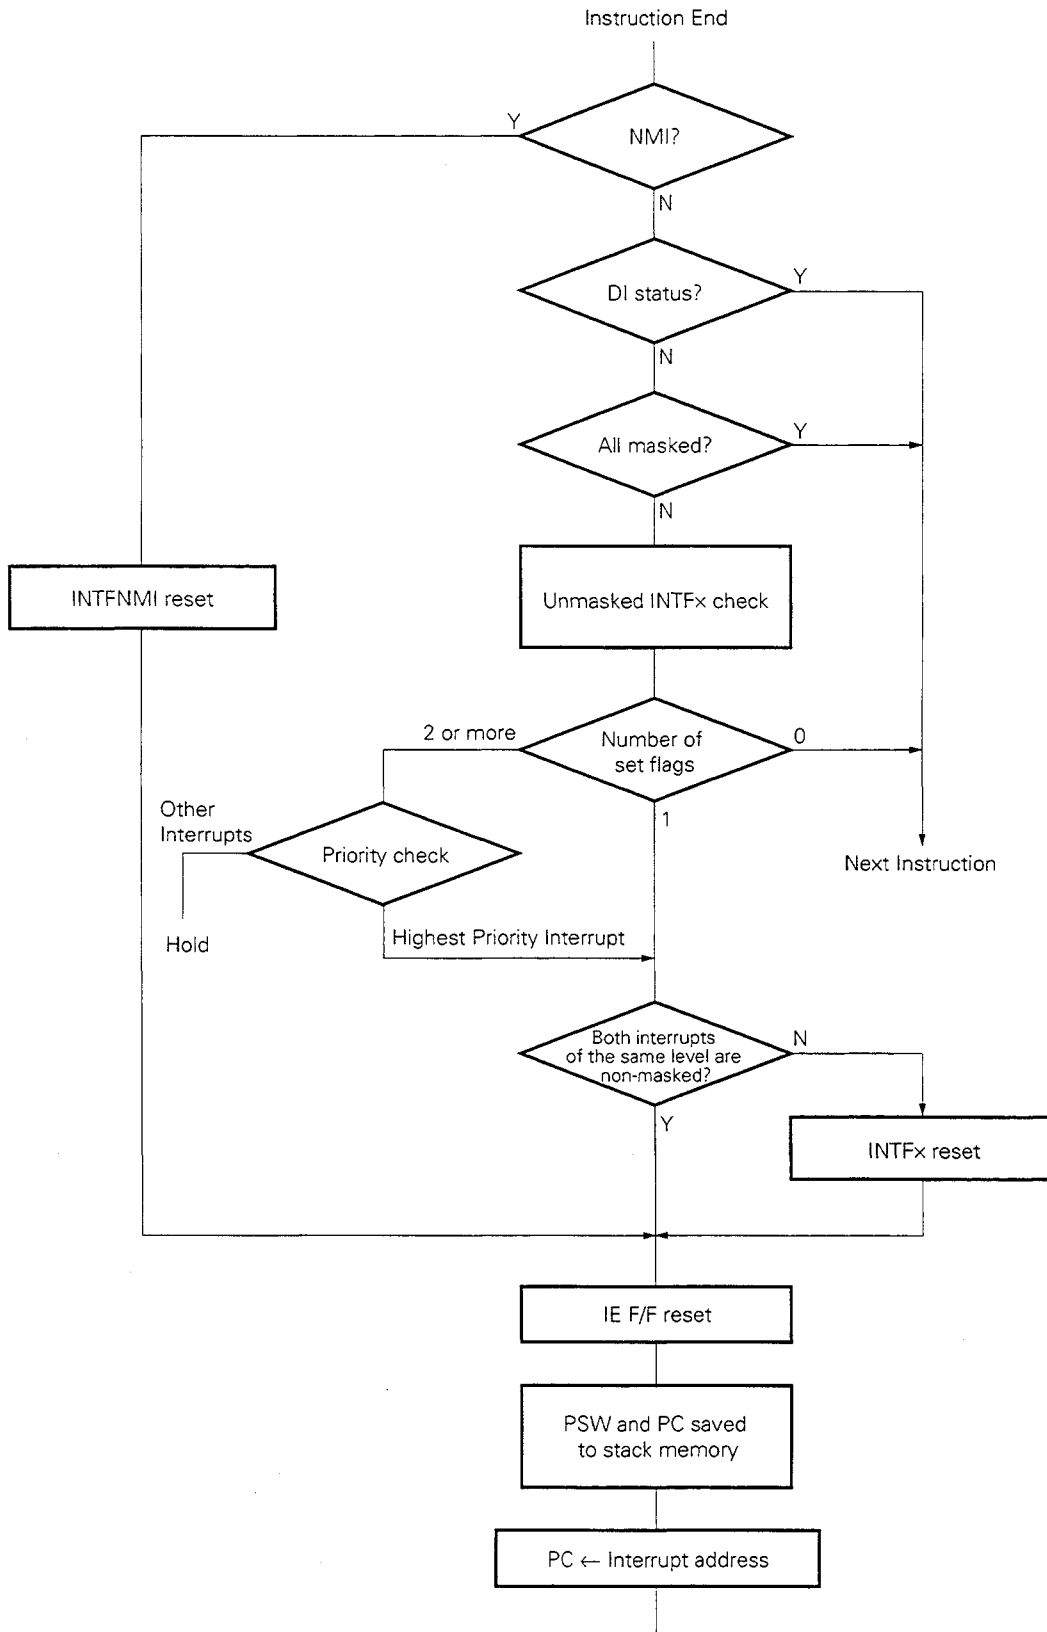 Instruction End
Y
NMI?
N
DI status?
Y
N
All masked?
Y
N
INTFNMI reset
Unmasked INTFx check
2 or more
Number of
set flags
0
1
Other
Interrupts
Priority check
Next Instruction
Hold
Highest Priority Interrupt
Both interrupts
of the same level are
non-masked?
N
Y
INTFx reset
IE F/F reset
PSW and PC saved
to stack memory
PC ← Interrupt address